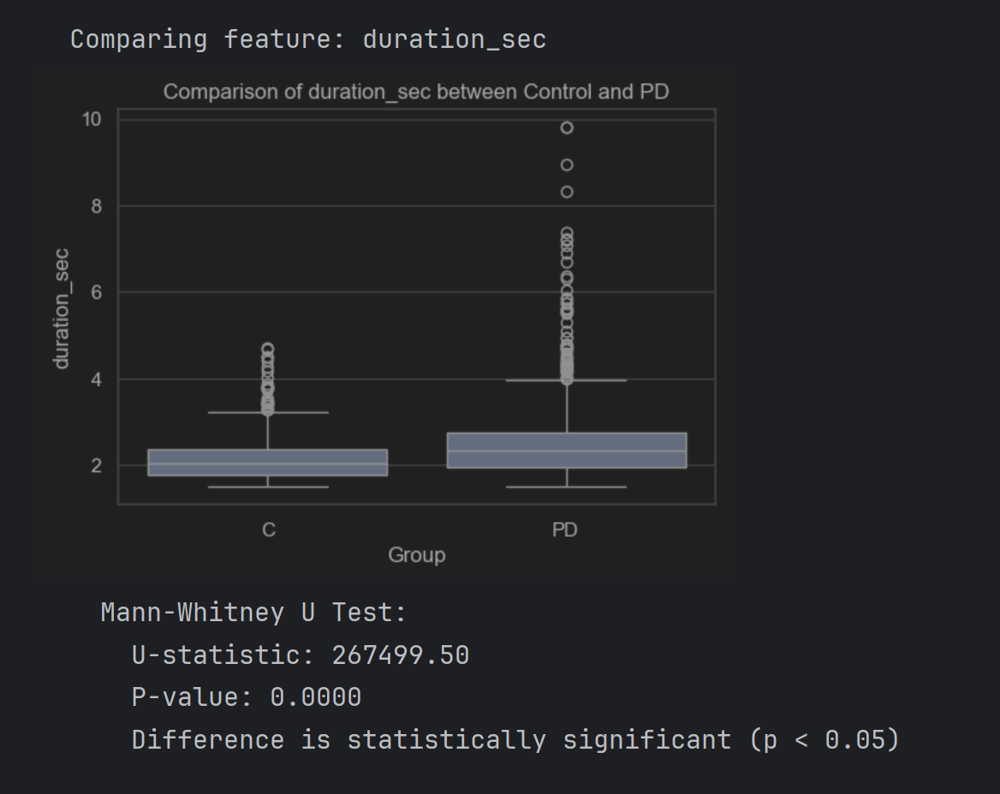 Comparing feature: duration_sec
Comparison of duration_sec between Control and PD
10
8
6
4
2
duration_sec
C
PD
Group
Mann-Whitney U Test:
U-statistic: 267499.50
P-value: 0.0000
Difference is statistically significant (p < 0.05)